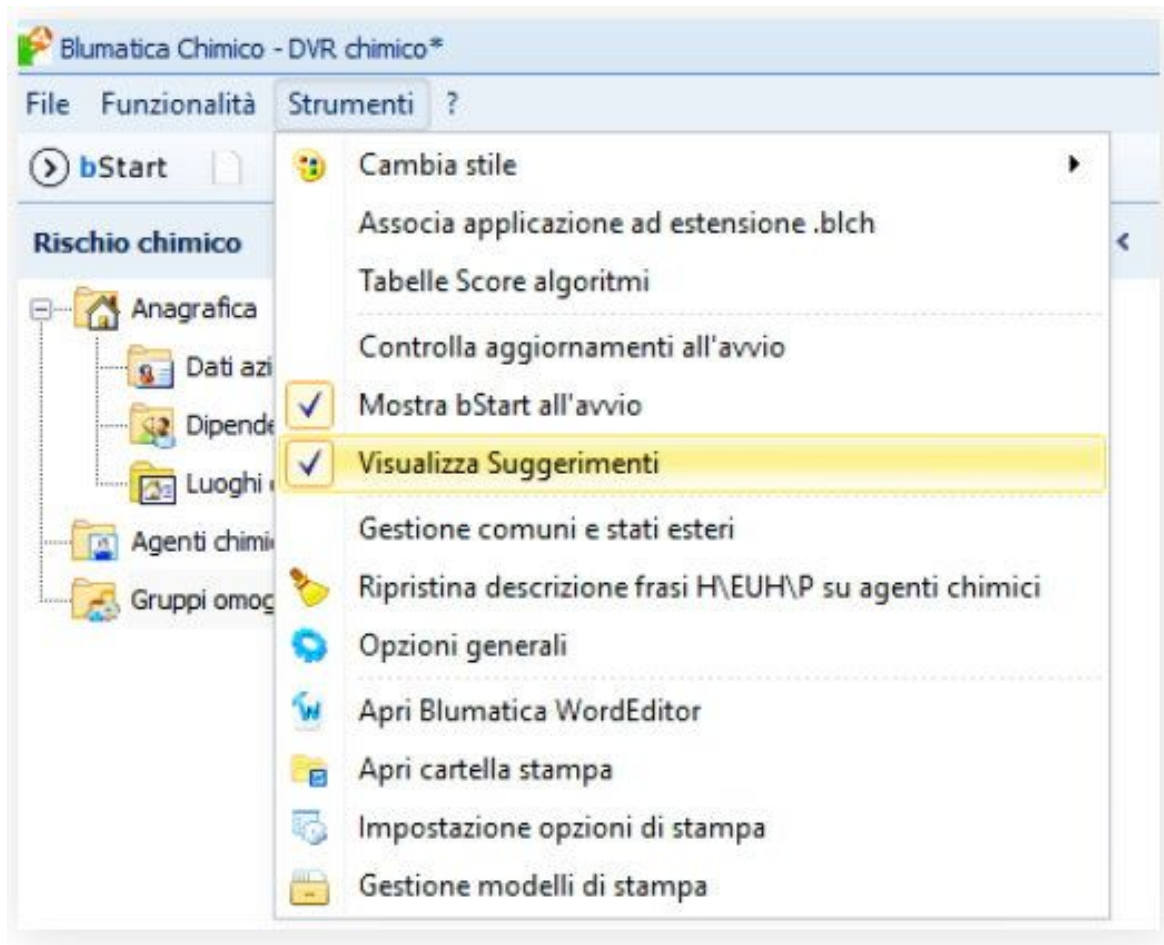 Blumatica Chimico - DVR chimico*
File Funzionalità Strumenti ?
bStart
Rischio chimico
Anagrafica
Dati azi
Dipende
Luoghi
Agenti chimi
Gruppi omog
Cambia stile
Associa applicazione ad estensione .blch
Tabelle Score algoritmi
Controlla aggiornamenti all'avvio
Mostra bStart all'avvio
Visualizza Suggerimenti
Gestione comuni e stati esteri
Ripristina descrizione frasi H\EUH\P su agenti chimici
Opzioni generali
Apri Blumatica WordEditor
Apri cartella stampa
Impostazione opzioni di stampa
Gestione modelli di stampa